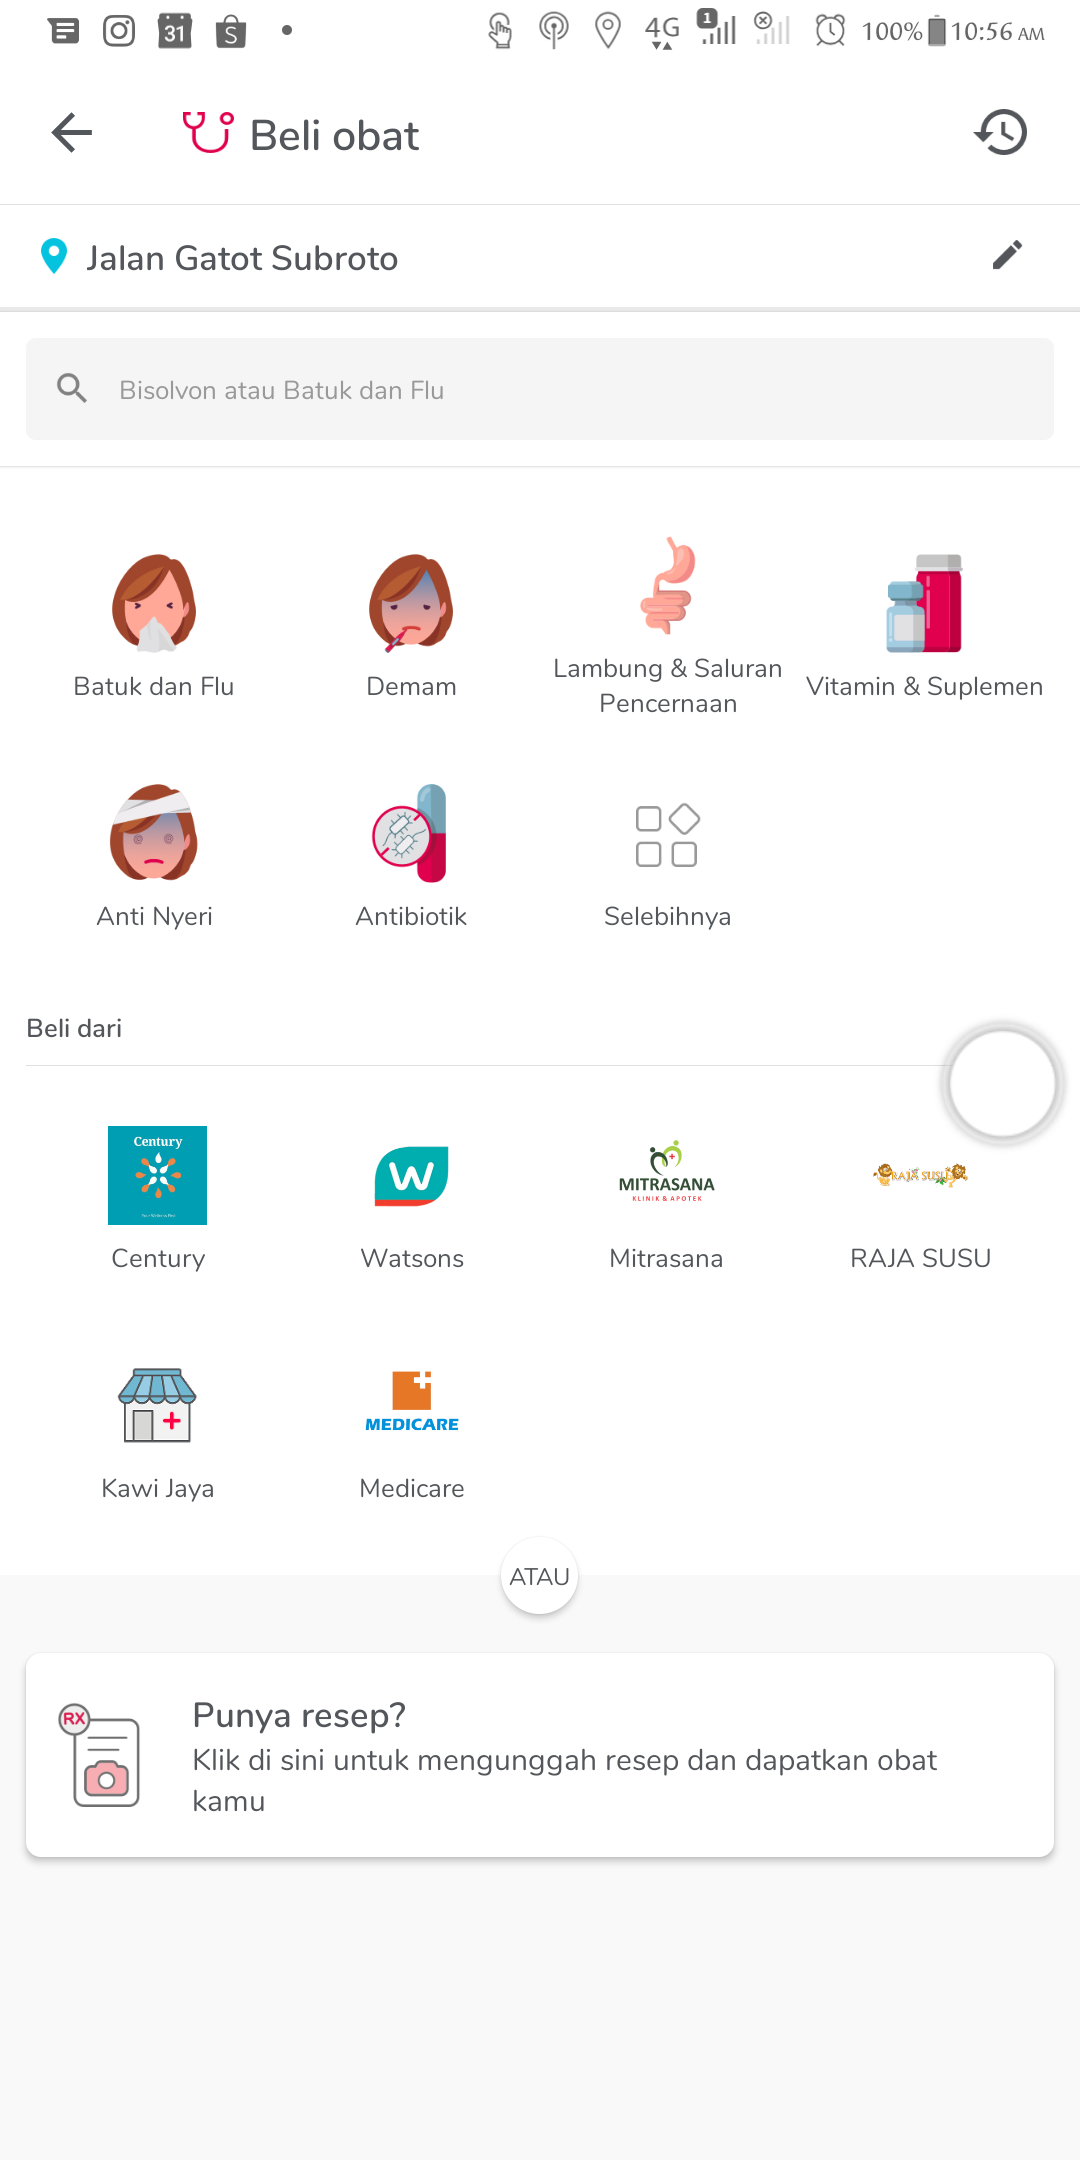 31
S
4G
1
100%
10:56 AM
Beli obat
Jalan Gatot Subroto
Bisolvon atau Batuk dan Flu
Batuk dan Flu
Demam
Lambung & Saluran
Pencernaan
Vitamin & Suplemen
Anti Nyeri
Antibiotik
Selebihnya
Beli dari
Century
W
MITRASANA
KLINIK & APOTEK
RAJA SUSU
Century
Watsons
Mitrasana
RAJA SUSU
MEDICARE
Kawi Jaya
Medicare
ATAU
RX
Punya resep?
Klik di sini untuk mengunggah resep dan dapatkan obat
kamu